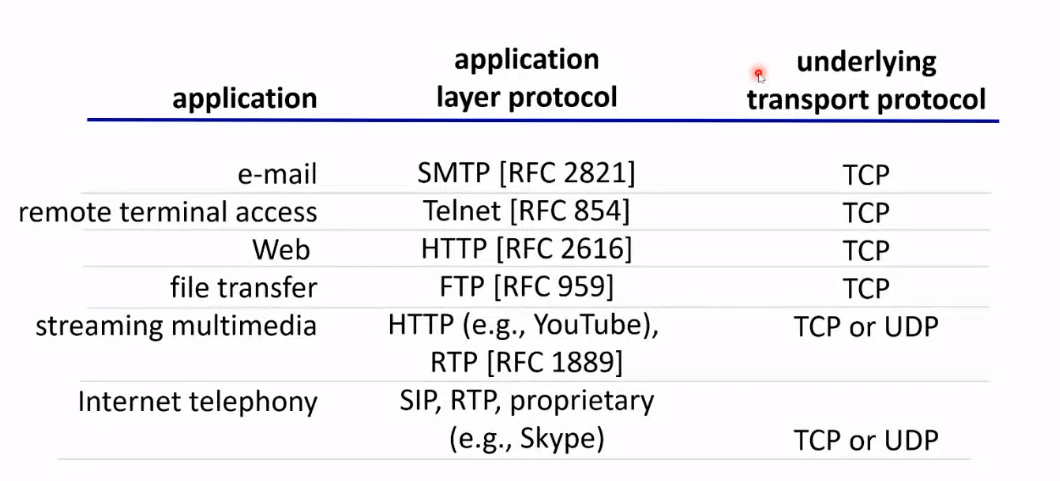 application
application layer protocol
underlying transport protocol
e-mail SMTP [RFC 2821] TCP
remote terminal access Telnet [RFC 854] TCP
Web HTTP [RFC 2616] TCP
file transfer FTP [RFC 959] TCP
streaming multimedia HTTP (e.g., YouTube), TCP or UDP
RTP [RFC 1889]
Internet telephony SIP, RTP, proprietary
(e.g., Skype) TCP or UDP